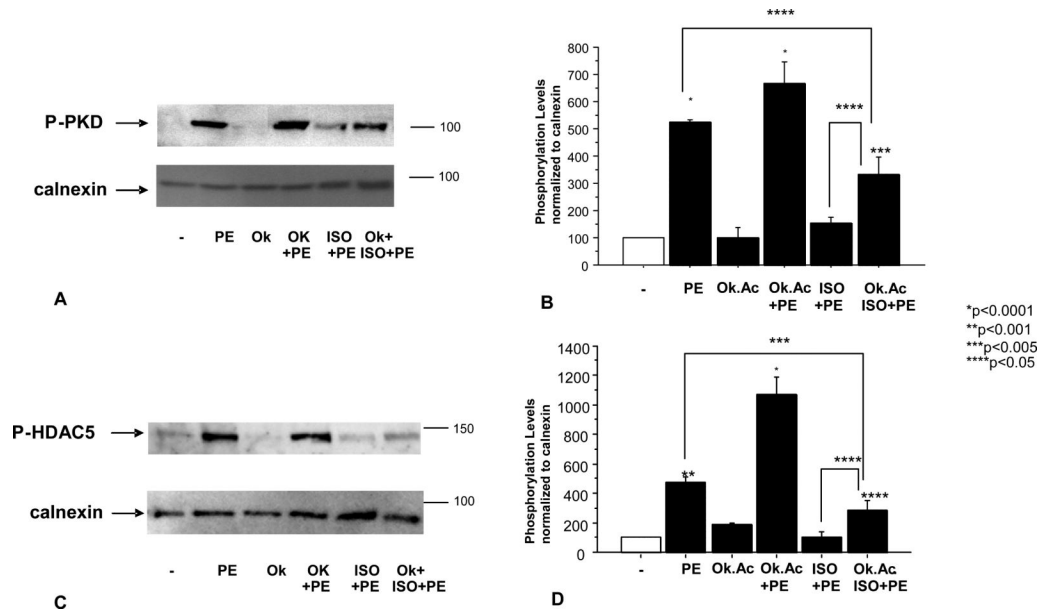 A
P-PKD
100
calnexin
100
- PE Ok OK ISO Ok+
+PE +PE ISO+PE
B
Phosphorylation Levels
normalized to calnexin
800
700
600
500
400
300
200
100
0
****
*
*
****
***
- PE Ok.Ac Ok.Ac ISO Ok.Ac
+PE +PE ISO+PE
*p<0.0001
**p<0.001
***p<0.005
****p<0.05
P-HDAC5
150
calnexin
100
- PE Ok OK ISO Ok+
+PE +PE ISO+PE
C
Phosphorylation Levels
normalized to calnexin
1400
1200
1000
800
600
400
200
0
***
*
**
****
****
- PE Ok.Ac Ok.Ac ISO Ok.Ac
+PE +PE ISO+PE
D